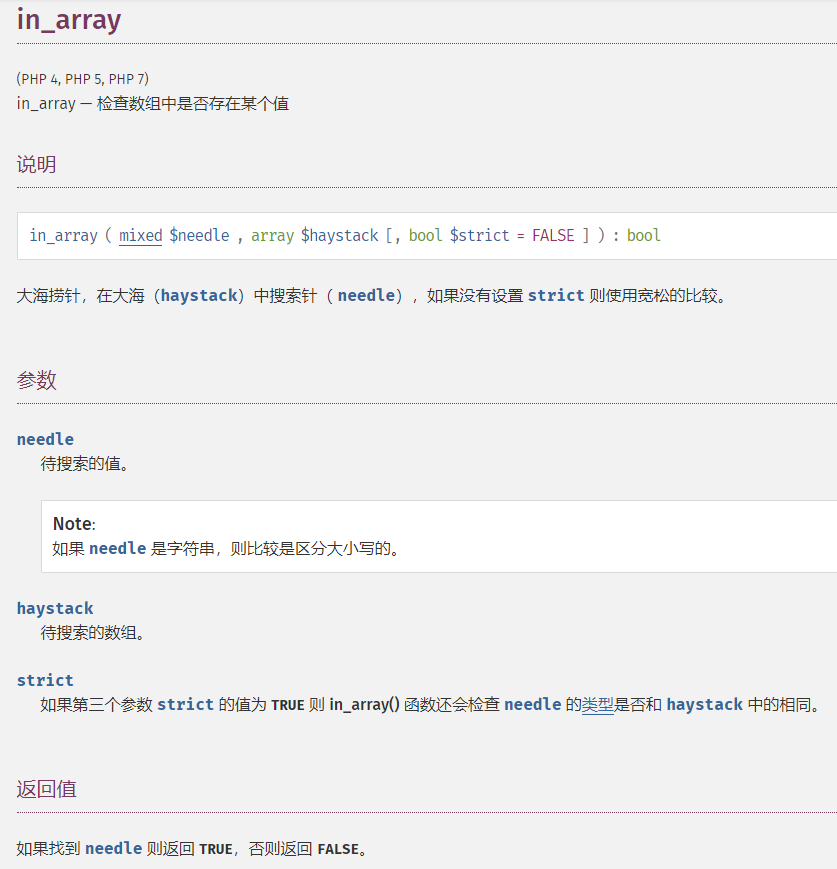 in_array
(PHP 4, PHP 5, PHP 7)
in_array — 检查数组中是否存在某个值
说明
in_array ( mixed $needle , array $haystack [, bool $strict = FALSE ] ) : bool
大海捞针，在大海（haystack）中搜索针（ needle），如果没有设置 strict 则使用宽松的比较。
参数
needle
待搜索的值。
Note:
如果 needle 是字符串，则比较是区分大小写的。
haystack
待搜索的数组。
strict
如果第三个参数 strict 的值为 TRUE 则 in_array() 函数还会检查 needle 的类型是否和 haystack 中的相同。
返回值
如果找到 needle 则返回 TRUE，否则返回 FALSE。